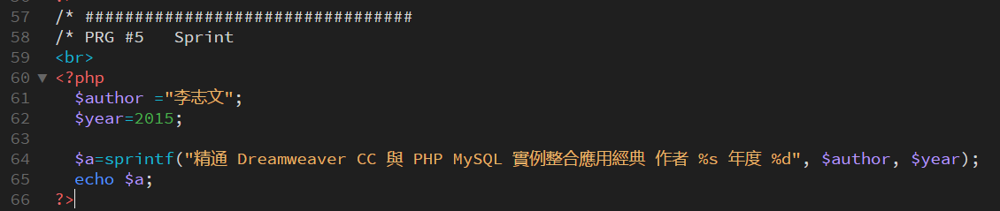 57 /* #################################
58 /* PRG #5   Sprint
59 <br>
60 ▼ <?php
61   $author ="李志文";
62   $year=2015;
63
64   $a=sprintf("精通 Dreamweaver CC 與 PHP MySQL 實例整合應用經典 作者 %s 年度 %d", $author, $year);
65   echo $a;
66 ?>